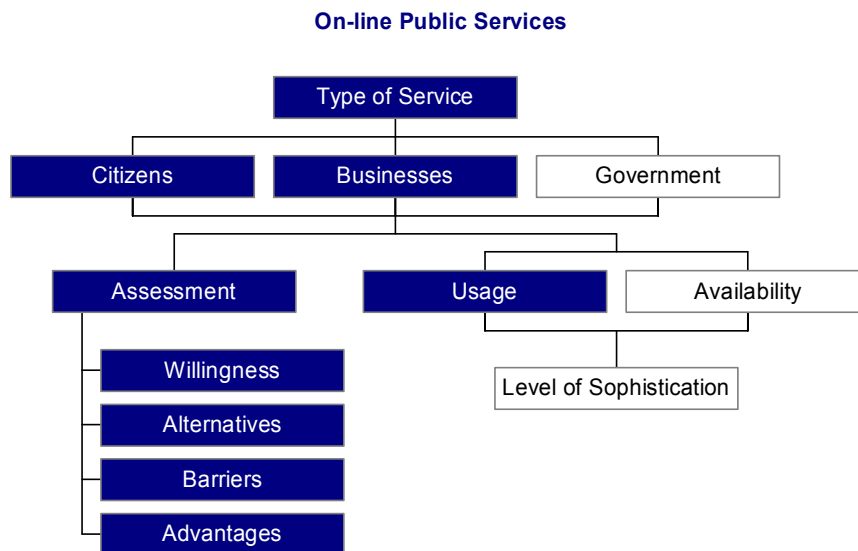 On-line Public Services
Type of Service
Citizens
Businesses
Government
Assessment
Usage
Availability
Willingness
Level of Sophistication
Alternatives
Barriers
Advantages